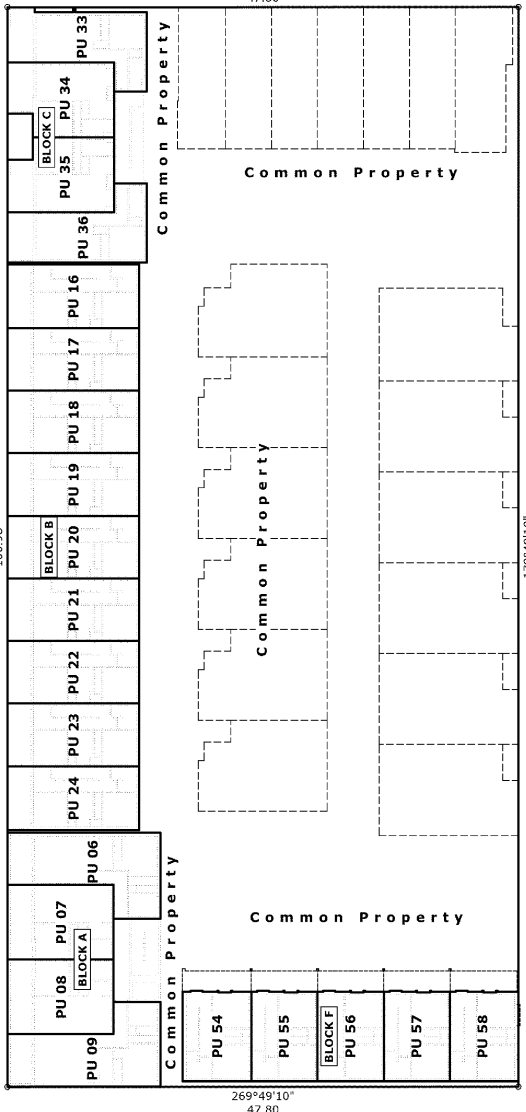 PU 33
Common Property
PU 34
BLOCK C
PU 35
Common Property
PU 36
PU 16
PU 17
PU 18
PU 19
Common Property
BLOCK B
PU 20
PU 21
PU 22
PU 23
PU 24
PU 06
Common Property
PU 07
Common Property
BLOCK A
PU 08
PU 09
PU 54
PU 55
BLOCK F
PU 56
PU 57
PU 58
269°49'10"
47.80